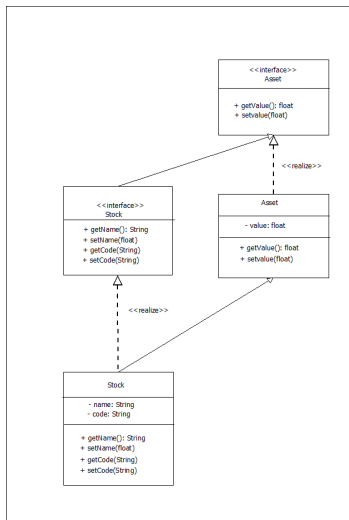 <<interface>>
Asset
+ getValue(): float
+ setvalue(float)
<<realize>>
<<interface>>
Stock
+ getName(): String
+ setName(float)
+ getCode(String)
+ setCode(String)
Asset
- value: float
+ getValue(): float
+ setvalue(float)
<<realize>>
Stock
- name: String
- code: String
+ getName(): String
+ setName(float)
+ getCode(String)
+ setCode(String)